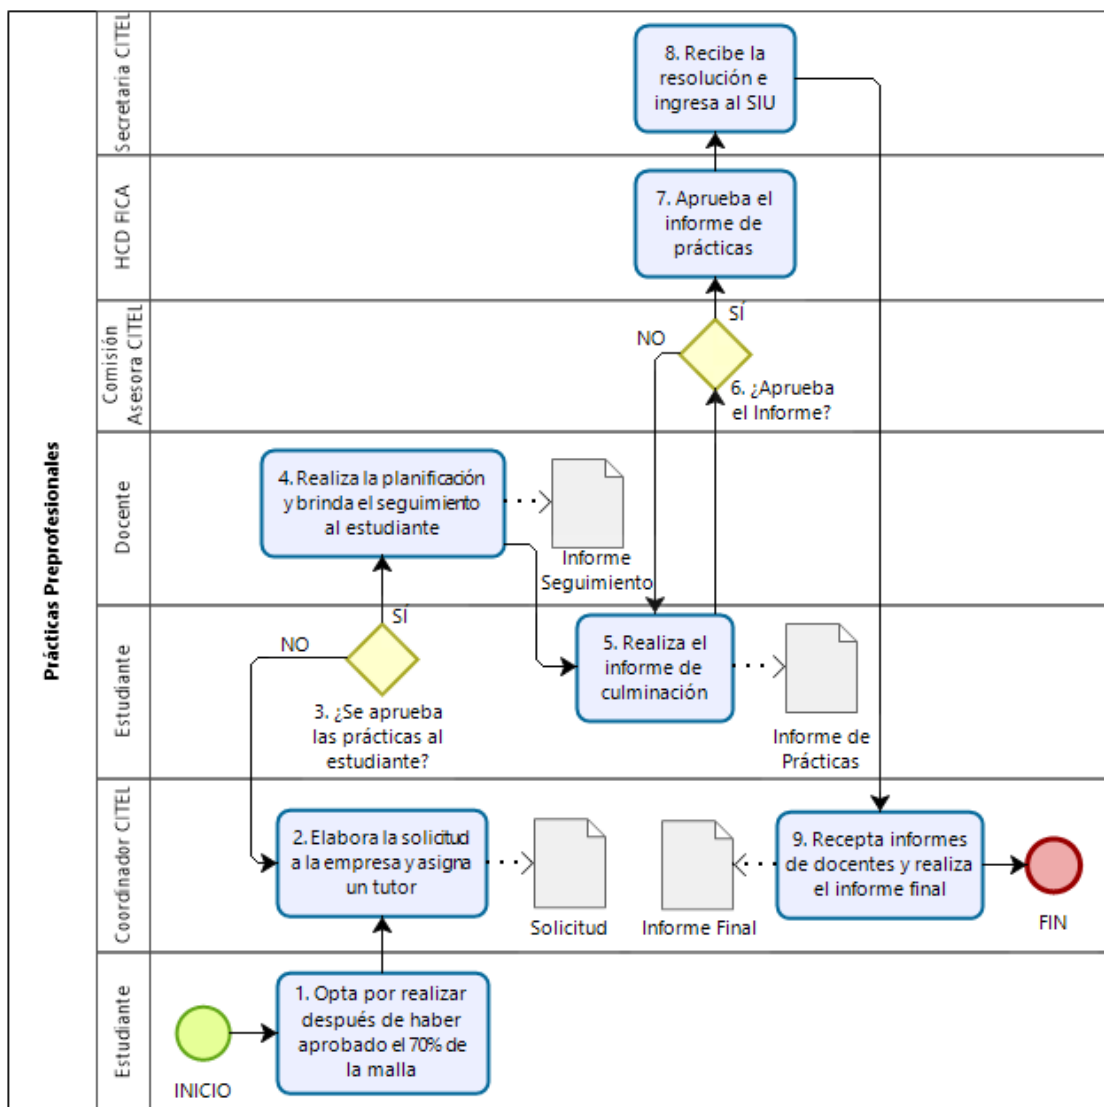 Prácticas Preprofesionales
Secretaria CITEL
8. Recibe la
resolución e
ingresa al SIU
HCD FICA
7. Aprueba el
informe de
prácticas
Comisión
Asesora CITEL
SÍ
NO
6. ¿Aprueba
el Informe?
Docente
4. Realiza la planificación
y brinda el seguimiento
al estudiante
Informe
Seguimiento
Estudiante
SÍ
NO
3. ¿Se aprueba
las prácticas al
estudiante?
5. Realiza el
informe de
culminación
Informe de
Prácticas
Coordinador CITEL
2. Elabora la solicitud
a la empresa y asigna
un tutor
Solicitud
Informe Final
9. Recepta informes
de docentes y realiza
el informe final
FIN
Estudiante
INICIO
1. Opta por realizar
después de haber
aprobado el 70% de
la malla